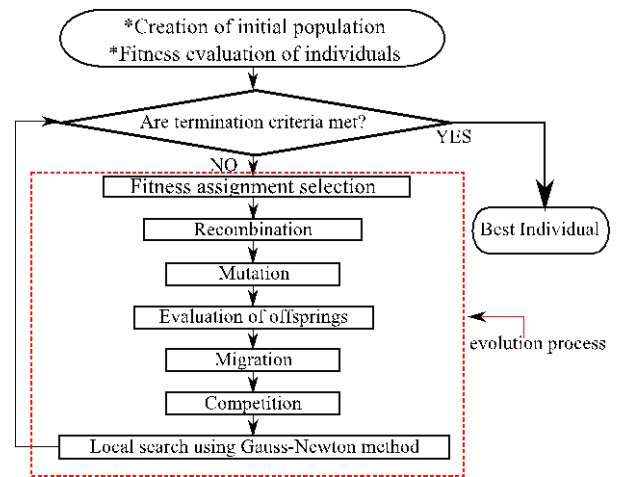 *Creation of initial population
*Fitness evaluation of individuals
Are termination criteria met?
YES
NO
Fitness assignment selection
Recombination
Best Individual
Mutation
Evaluation of offsprings
evolution process
Migration
Competition
Local search using Gauss-Newton method